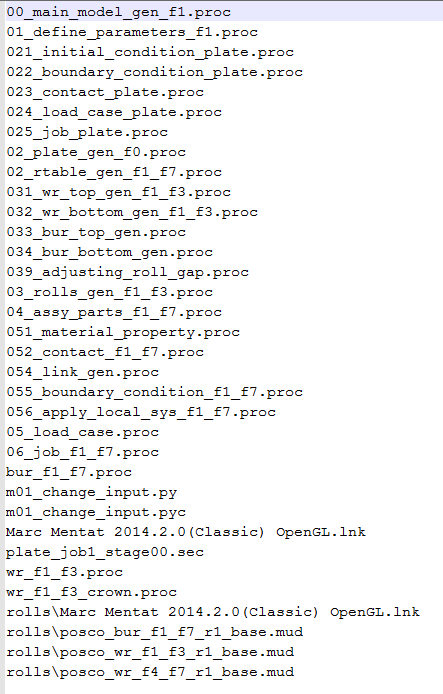 00_main_model_gen_f1.proc
01_define_parameters_f1.proc
021_initial_condition_plate.proc
022_boundary_condition_plate.proc
023_contact_plate.proc
024_load_case_plate.proc
025_job_plate.proc
02_plate_gen_f0.proc
02_rtable_gen_f1_f7.proc
031_wr_top_gen_f1_f3.proc
032_wr_bottom_gen_f1_f3.proc
033_bur_top_gen.proc
034_bur_bottom_gen.proc
039_adjusting_roll_gap.proc
03_rolls_gen_f1_f3.proc
04_assy_parts_f1_f7.proc
051_material_property.proc
052_contact_f1_f7.proc
054_link_gen.proc
055_boundary_condition_f1_f7.proc
056_apply_local_sys_f1_f7.proc
05_load_case.proc
06_job_f1_f7.proc
bur_f1_f7.proc
m01_change_input.py
m01_change_input.pyc
Marc Mentat 2014.2.0(Classic) OpenGL.lnk
plate_job1_stage00.sec
wr_f1_f3.proc
wr_f1_f3_crown.proc
rolls\Marc Mentat 2014.2.0(Classic) OpenGL.lnk
rolls\posco_bur_f1_f7_r1_base.mud
rolls\posco_wr_f1_f3_r1_base.mud
rolls\posco_wr_f4_f7_r1_base.mud